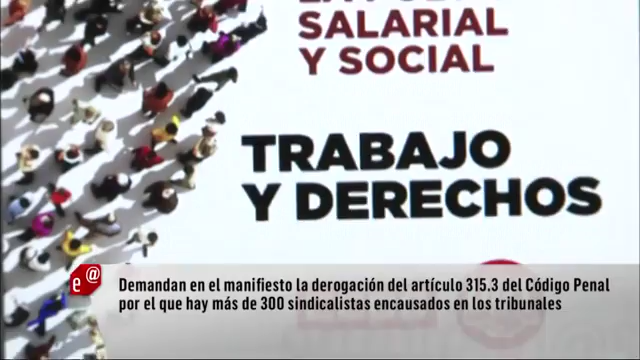 SALARIAL
Y SOCIAL
TRABAJO
Y DERECHOS
e @
Demandan en el manifiesto la derogación del artículo 315.3 del Código Penal
por el que hay más de 300 sindicalistas encausados en los tribunales